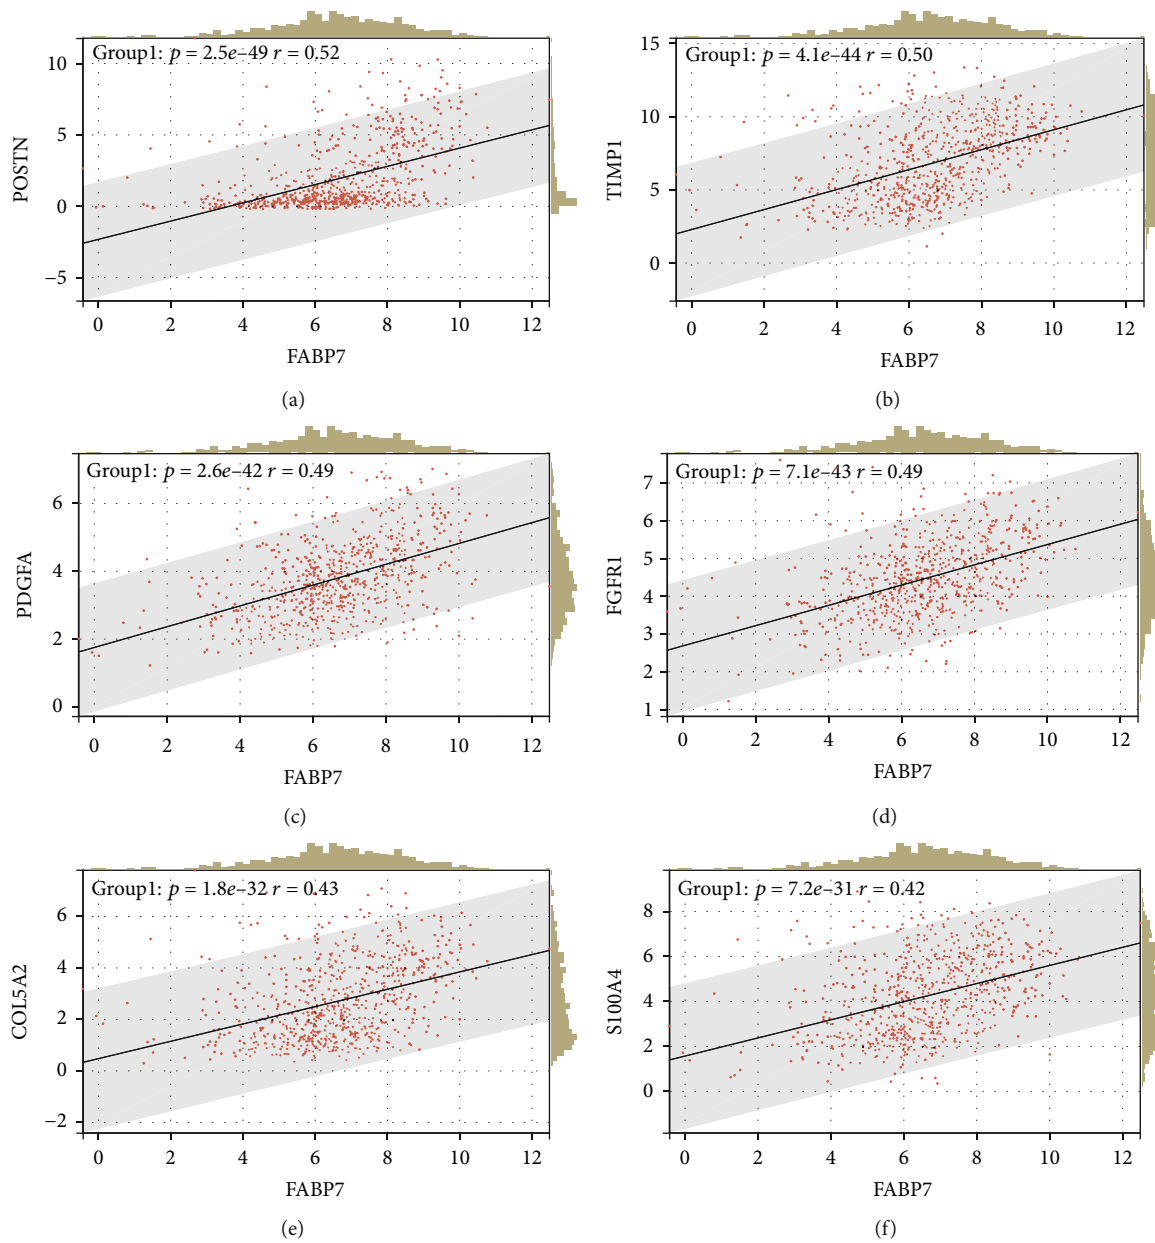 Group1: p = 2.5e–49 r = 0.52
10
5
0
−5
POSTN
0 2 4 6 8 10 12
FABP7
(a)
Group1: p = 4.1e–44 r = 0.50
15
10
5
0
TIMP1
0 2 4 6 8 10 12
FABP7
(b)
Group1: p = 2.6e–42 r = 0.49
6
4
2
0
PDGFA
0 2 4 6 8 10 12
FABP7
(c)
Group1: p = 7.1e–43 r = 0.49
7
6
5
4
3
2
1
FGFR1
0 2 4 6 8 10 12
FABP7
(d)
Group1: p = 1.8e–32 r = 0.43
6
4
2
0
−2
COL5A2
0 2 4 6 8 10 12
FABP7
(e)
Group1: p = 7.2e–31 r = 0.42
8
6
4
2
0
S100A4
0 2 4 6 8 10 12
FABP7
(f)